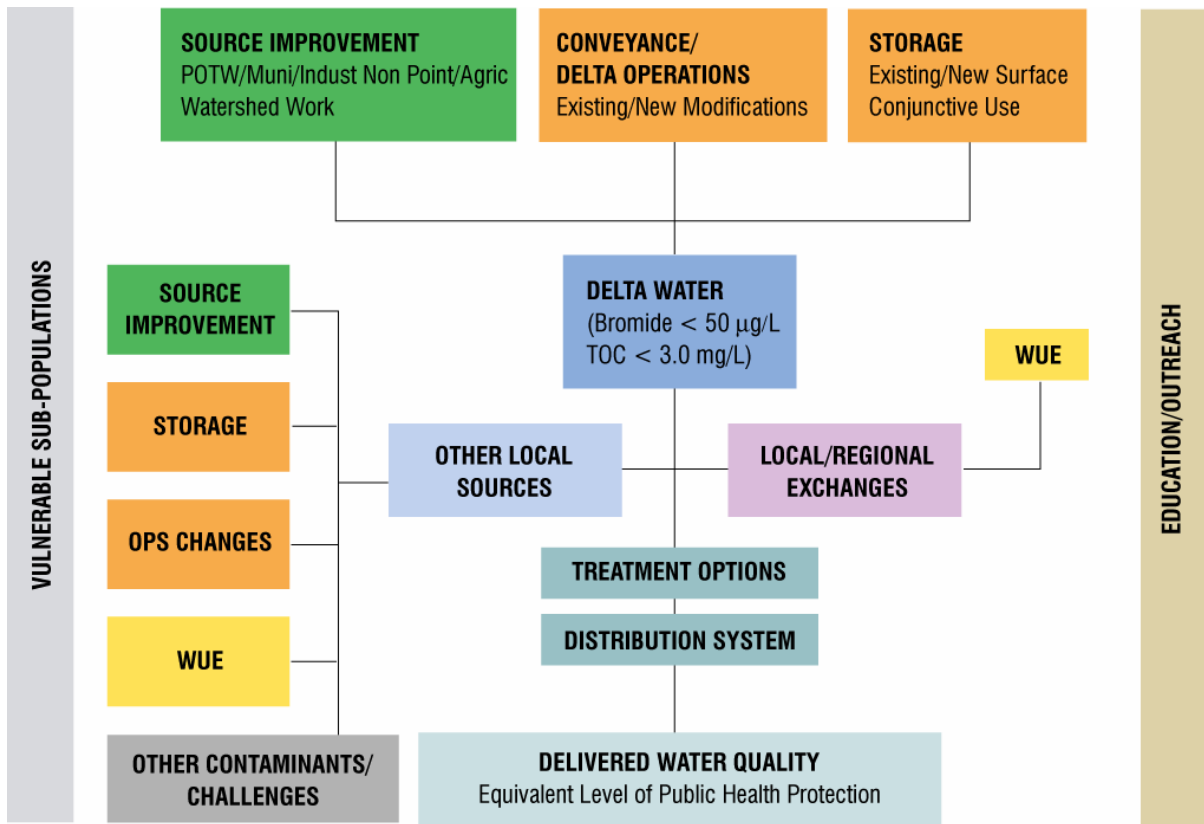 SOURCE IMPROVEMENT
POTW/Muni/Indust Non Point/Agric
Watershed Work
CONVEYANCE/
DELTA OPERATIONS
Existing/New Modifications
STORAGE
Existing/New Surface
Conjunctive Use
VULNERABLE SUB-POPULATIONS
EDUCATION/OUTREACH
DELTA WATER
(Bromide < 50 µg/L
TOC < 3.0 mg/L)
SOURCE
IMPROVEMENT
WUE
STORAGE
OTHER LOCAL
SOURCES
LOCAL/REGIONAL
EXCHANGES
OPS CHANGES
TREATMENT OPTIONS
DISTRIBUTION SYSTEM
WUE
OTHER CONTAMINANTS/
CHALLENGES
DELIVERED WATER QUALITY
Equivalent Level of Public Health Protection